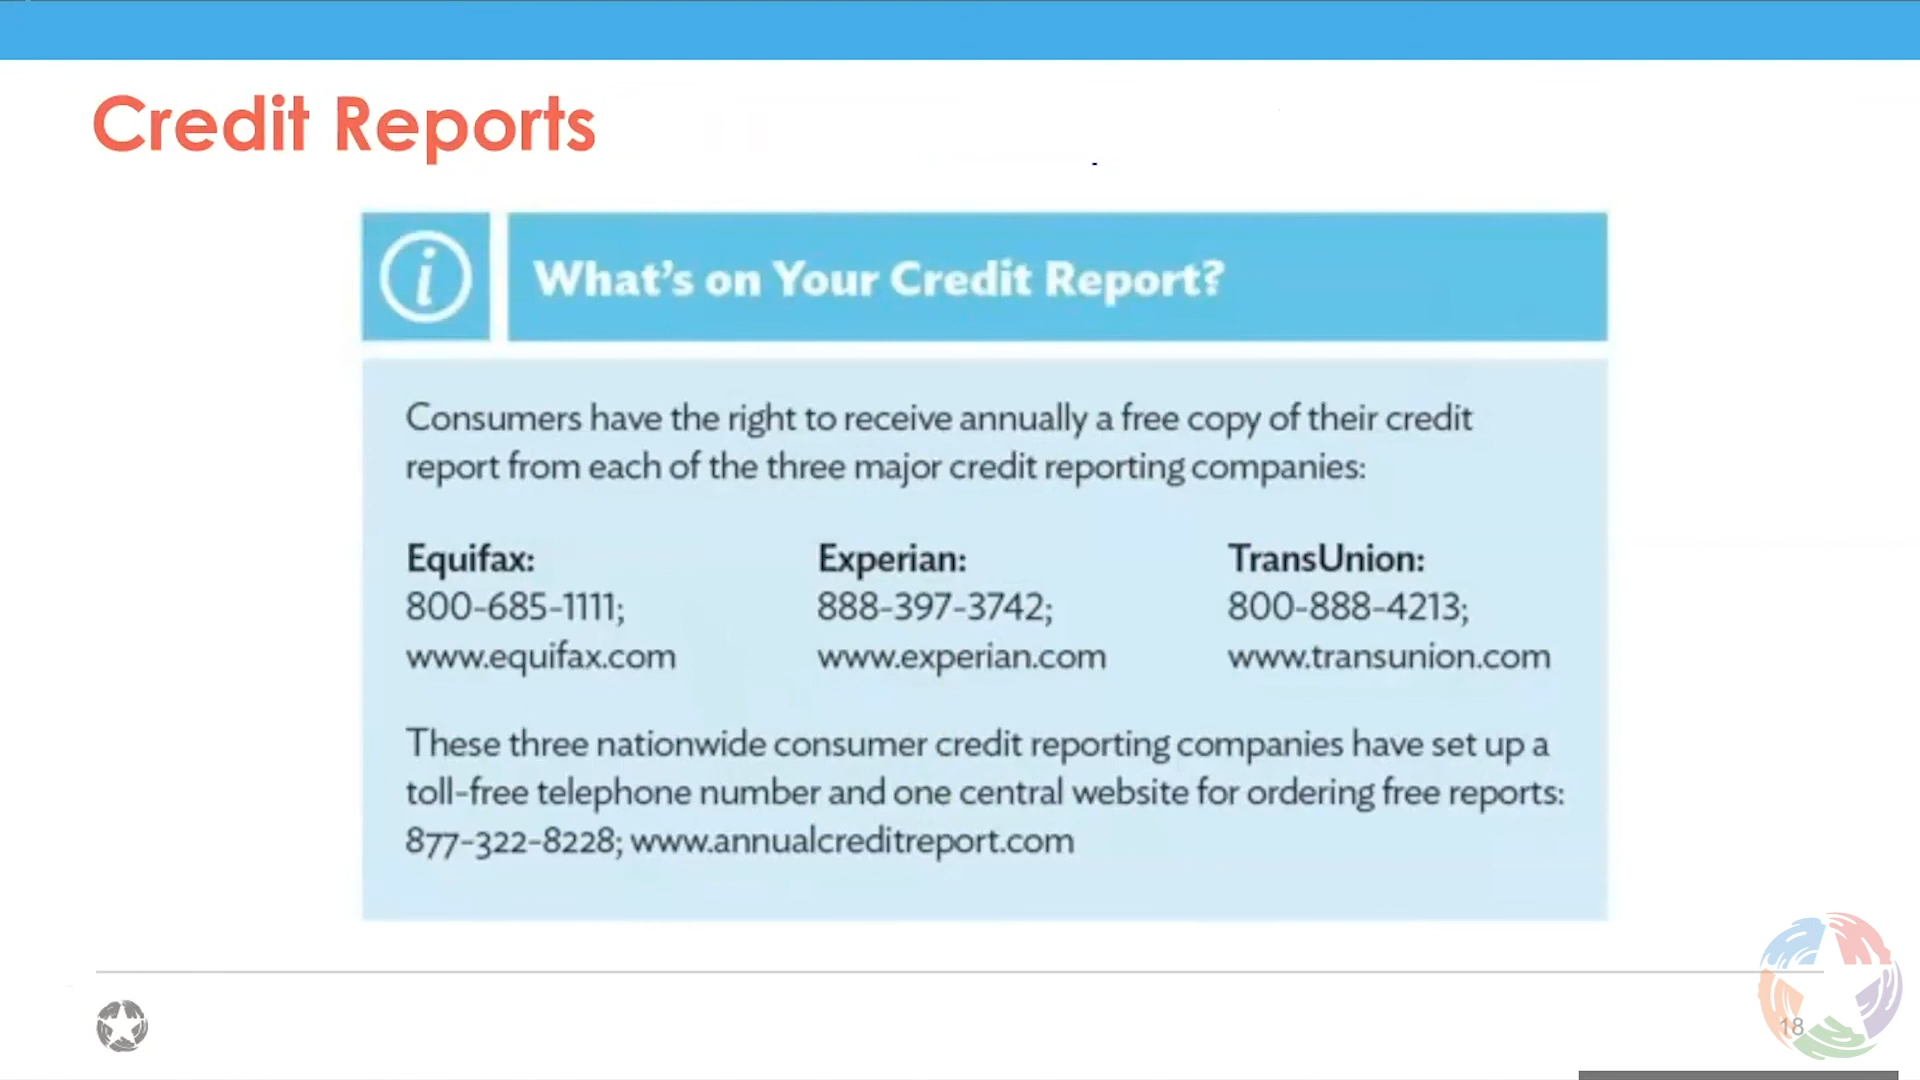 Credit Reports
i
What's on Your Credit Report?
Consumers have the right to receive annually a free copy of their credit
report from each of the three major credit reporting companies:
Equifax:
800-685-1111;
www.equifax.com
Experian:
888-397-3742;
www.experian.com
TransUnion:
800-888-4213;
www.transunion.com
These three nationwide consumer credit reporting companies have set up a
toll-free telephone number and one central website for ordering free reports:
877-322-8228; www.annualcreditreport.com
18